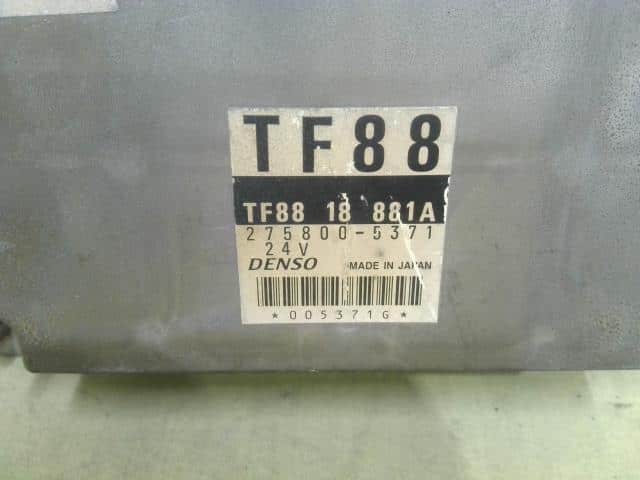 TF88
TF88 18 881A
275800-5371
24V
DENSO MADE IN JAPAN
*005371G*